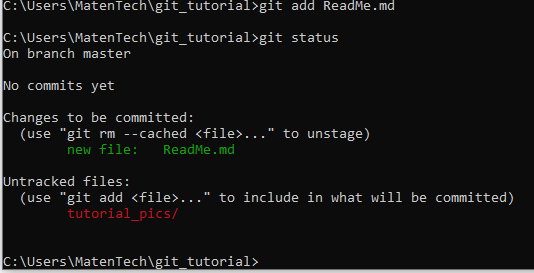 C:\Users\MatenTech\git_tutorial>git add ReadMe.md
C:\Users\MatenTech\git_tutorial>git status
On branch master
No commits yet
Changes to be committed:
  (use "git rm --cached <file>..." to unstage)
        new file:   ReadMe.md
Untracked files:
  (use "git add <file>..." to include in what will be committed)
        tutorial_pics/
C:\Users\MatenTech\git_tutorial>